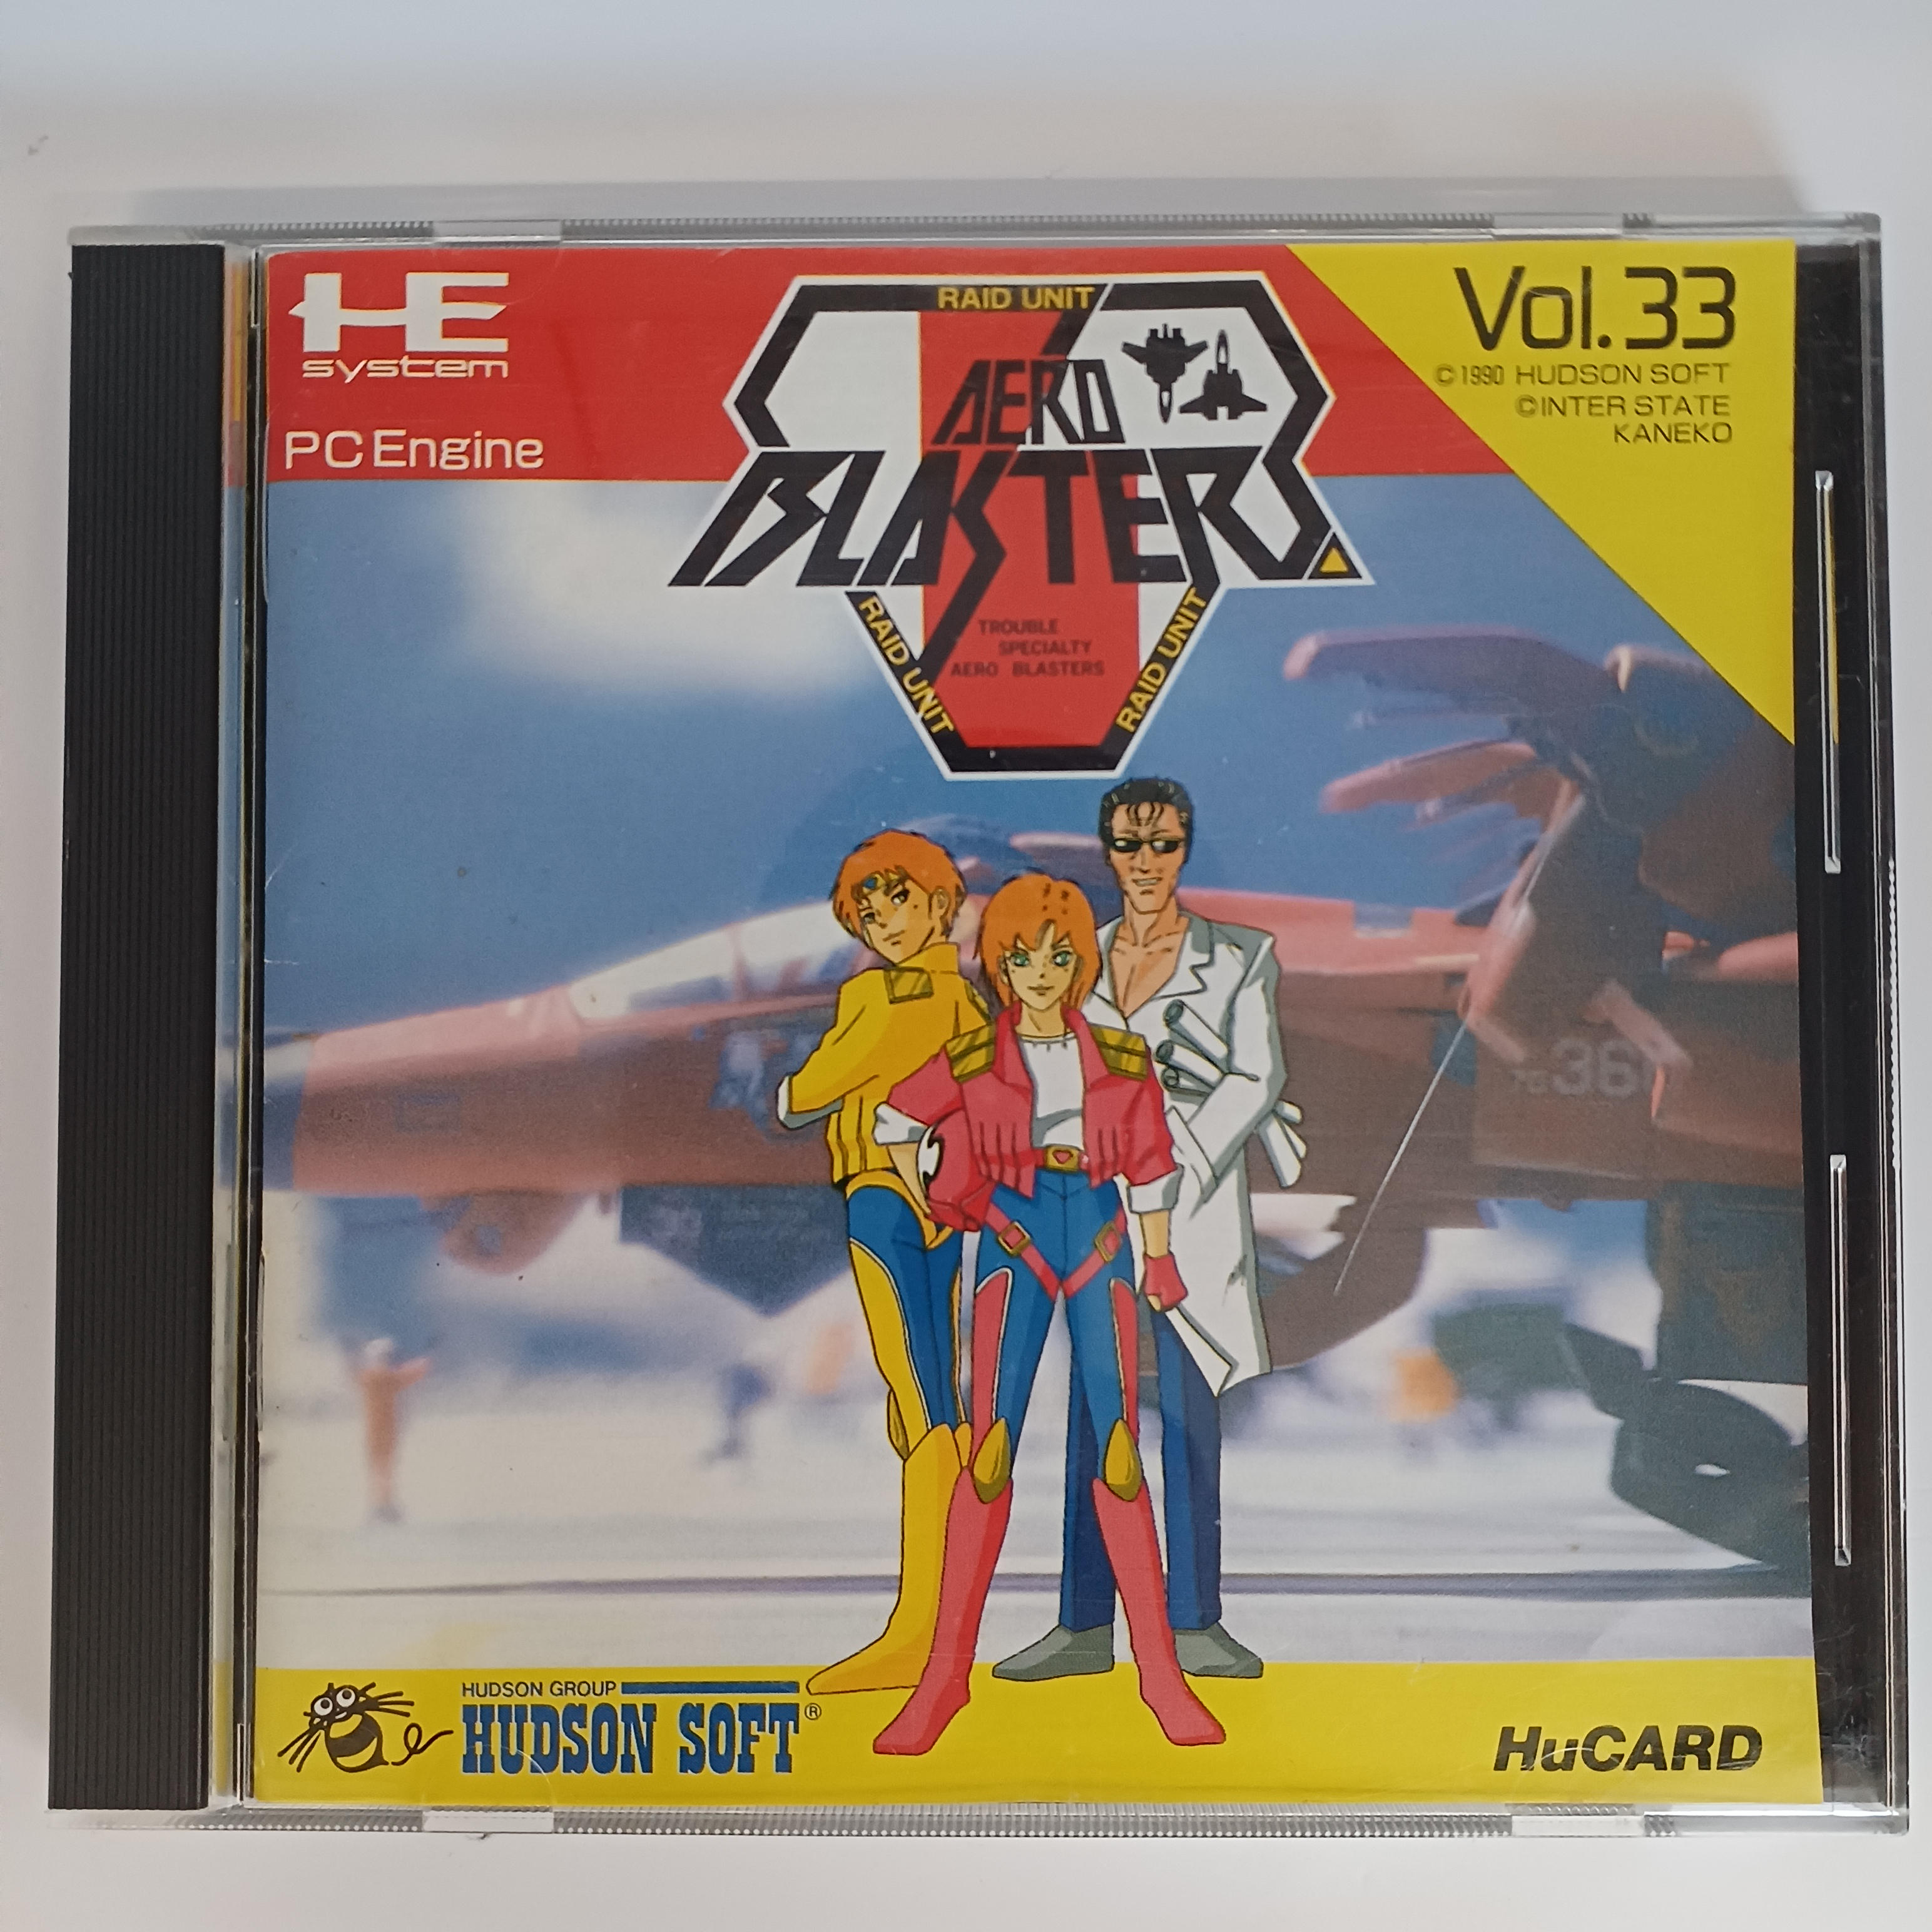 HE
system
PC Engine
RAID UNIT
AERO
BLASTERS
RAID UNIT
RAID UNIT
TROUBLE
SPECIALTY
AERO BLASTERS
Vol.33
©1990 HUDSON SOFT
©INTER STATE
KANEKO
36
HUDSON GROUP
HUDSON SOFT®
HuCARD